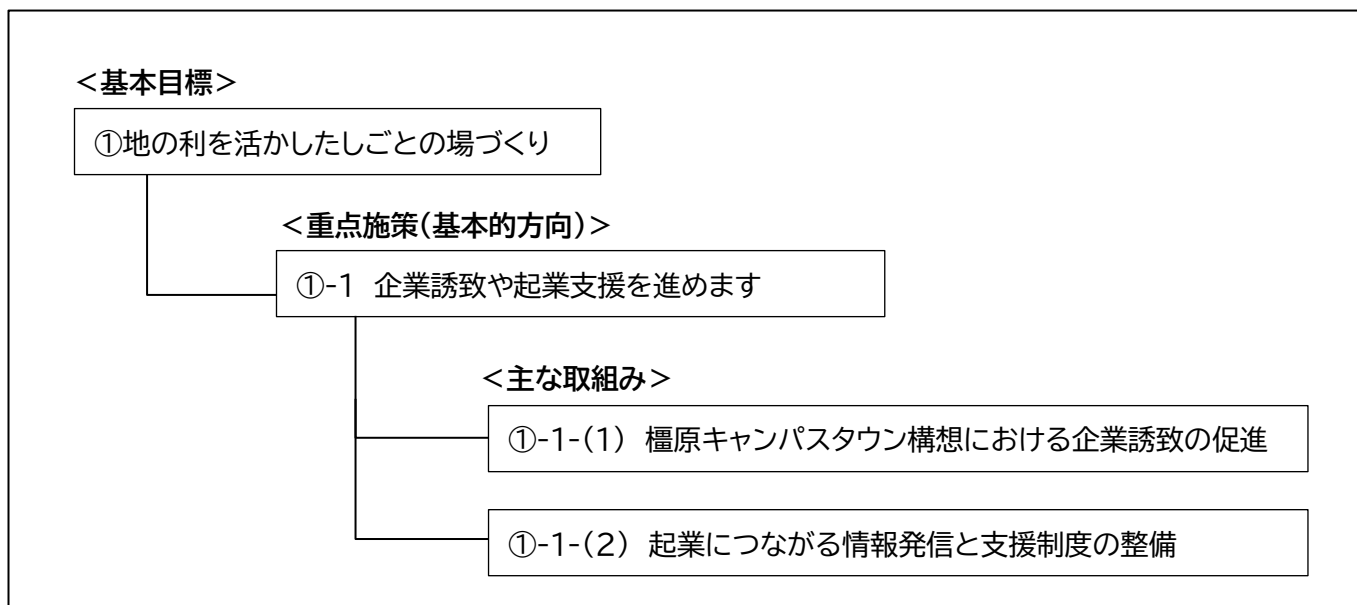 ＜基本目標＞
①地の利を活かしたしごとの場づくり
＜重点施策(基本的方向)＞
①-1 企業誘致や起業支援を進めます
＜主な取組み＞
①-1-(1) 橿原キャンパスタウン構想における企業誘致の促進
①-1-(2) 起業につながる情報発信と支援制度の整備